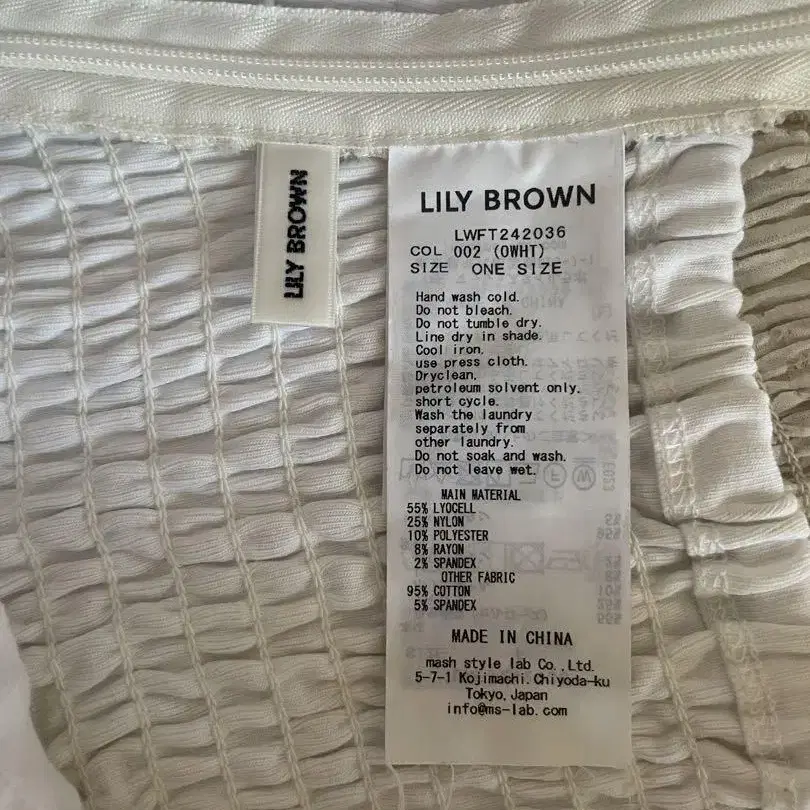 LILY BROWN
LILY BROWN
LWFT242036
COL 002 (OWHT)
SIZE ONE SIZE
Hand wash cold.
Do not bleach.
Do not tumble dry.
Line dry in shade.
Cool iron.
use press cloth.
Dryclean.
petroleum solvent only.
short cycle.
Wash the laundry
separately from
other laundry.
Do not soak and wash.
Do not leave wet.
MAIN MATERIAL
55% LYOCELL
25% NYLON
10% POLYESTER
8% RAYON
2% SPANDEX
OTHER FABRIC
95% COTTON
5% SPANDEX
MADE IN CHINA
mash style lab Co.,Ltd.
5-7-1 Kojimachi.Chiyoda-ku
Tokyo,Japan
info@ms-lab.com